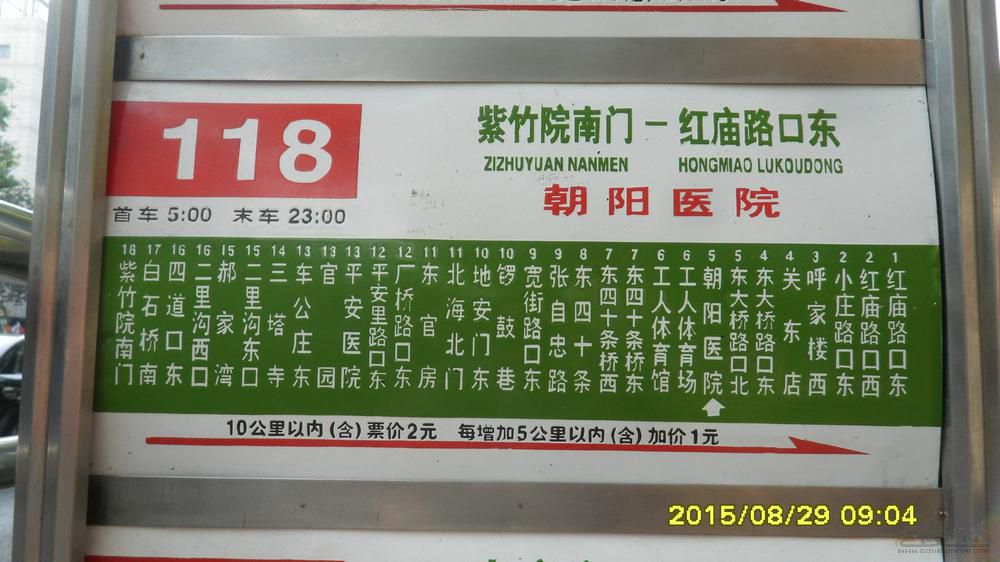 118
紫竹院南门－红庙路口东
ZIZHUYUAN NANMEN HONGMIAO LUKOUDONG
朝阳医院
首车 5:00 末车 23:00
18 紫竹院南门
17 白石桥南
16 四道口东
16 二里沟西口
15 郝家湾
15 二里沟东口
14 三塔寺
13 车公庄东
13 官园
13 平安医院
12 平安里路口东
12 厂桥路口东
11 东官房
11 北海北门
10 地安门东
10 锣鼓巷
9 宽街路口东
9 张自忠路
8 东四十条
7 东四十条桥西
7 东四十条桥东
6 工人体育馆
6 工人体育场
5 朝阳医院
5 东大桥路口北
4 东大桥路口东
4 关东店
3 呼家楼西
2 小庄路口东
2 红庙路口西
1 红庙路口东
10公里以内(含)票价2元 每增加5公里以内(含)加价1元
2015/08/29 09:04